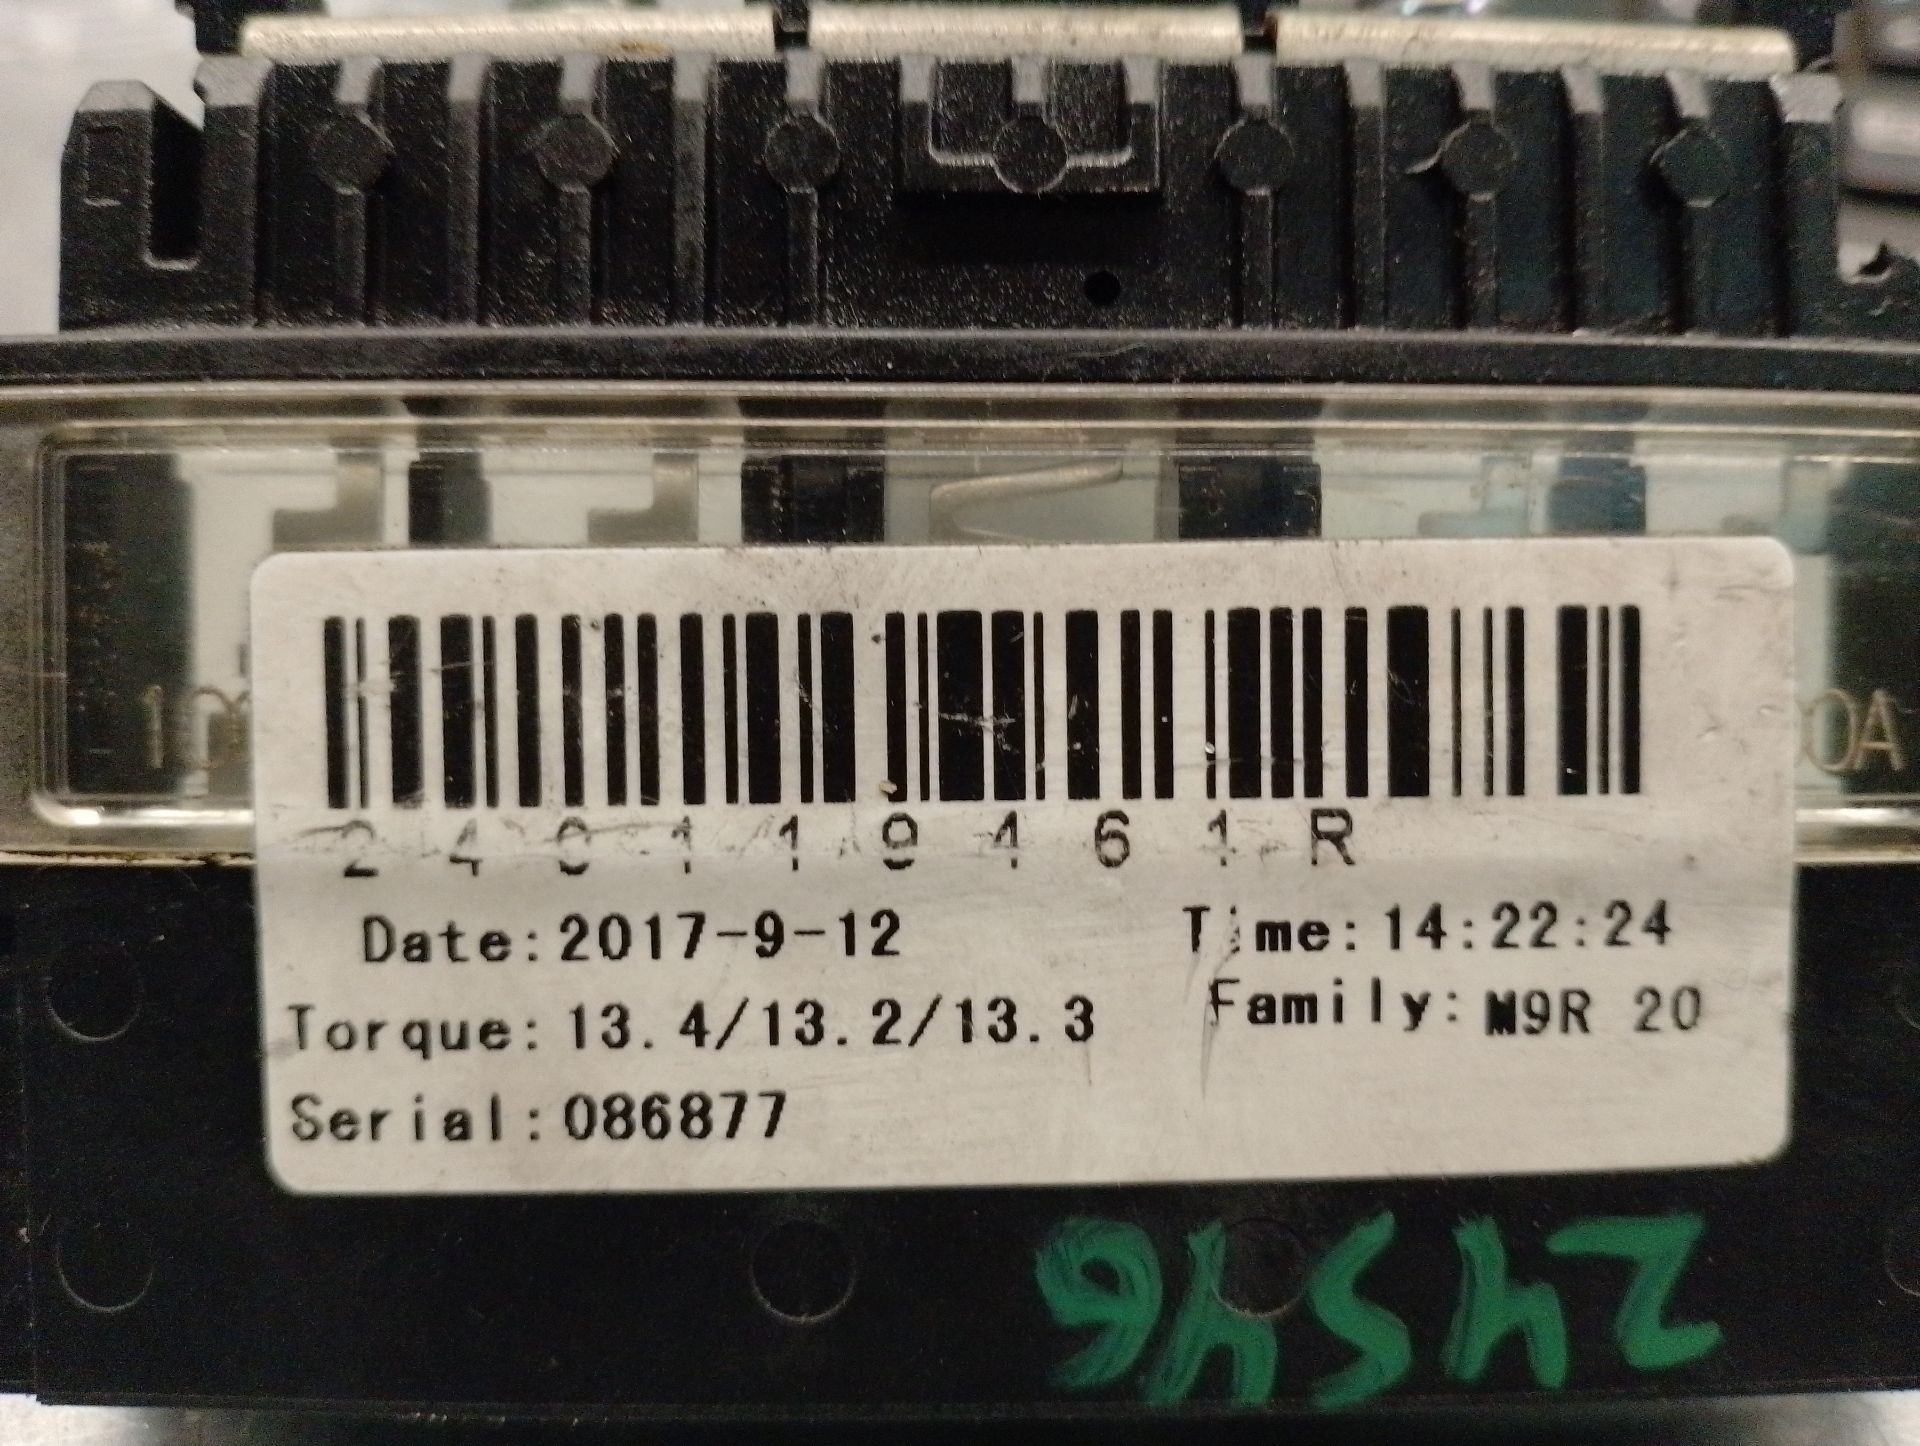 240119461R
Date:2017-9-12 Time:14:22:24
Torque:13.4/13.2/13.3 Family:M9R 20
Serial:086877
24546